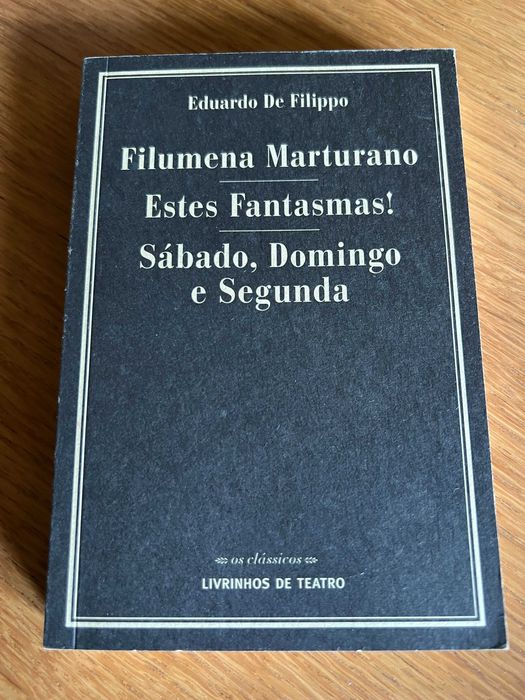 Eduardo De Filippo
Filumena Marturano
Estes Fantasmas!
Sábado, Domingo
e Segunda
os clássicos
LIVRINHOS DE TEATRO